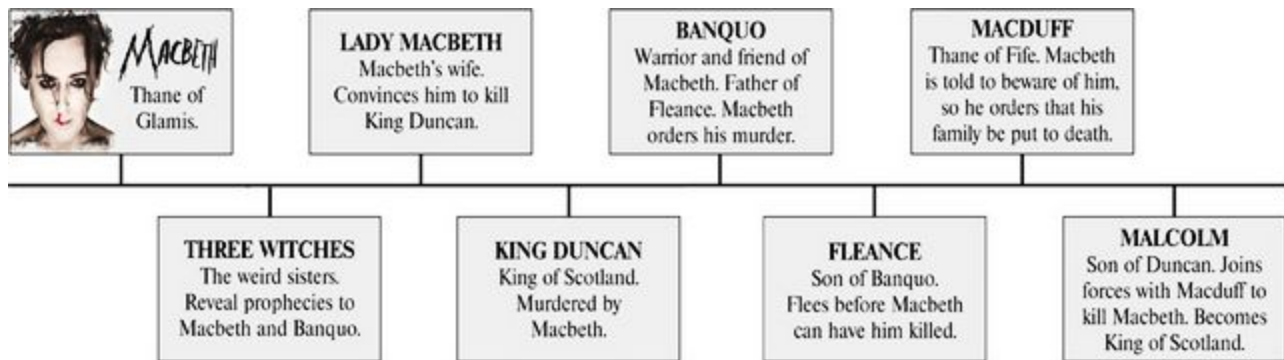 MACBETH
Thane of
Glamis.
LADY MACBETH
Macbeth's wife.
Convinces him to kill
King Duncan.
BANQUO
Warrior and friend of
Macbeth. Father of
Fleance. Macbeth
orders his murder.
MACDUFF
Thane of Fife. Macbeth
is told to beware of him,
so he orders that his
family be put to death.
THREE WITCHES
The weird sisters.
Reveal prophecies to
Macbeth and Banquo.
KING DUNCAN
King of Scotland.
Murdered by
Macbeth.
FLEANCE
Son of Banquo.
Flees before Macbeth
can have him killed.
MALCOLM
Son of Duncan. Joins
forces with Macduff to
kill Macbeth. Becomes
King of Scotland.